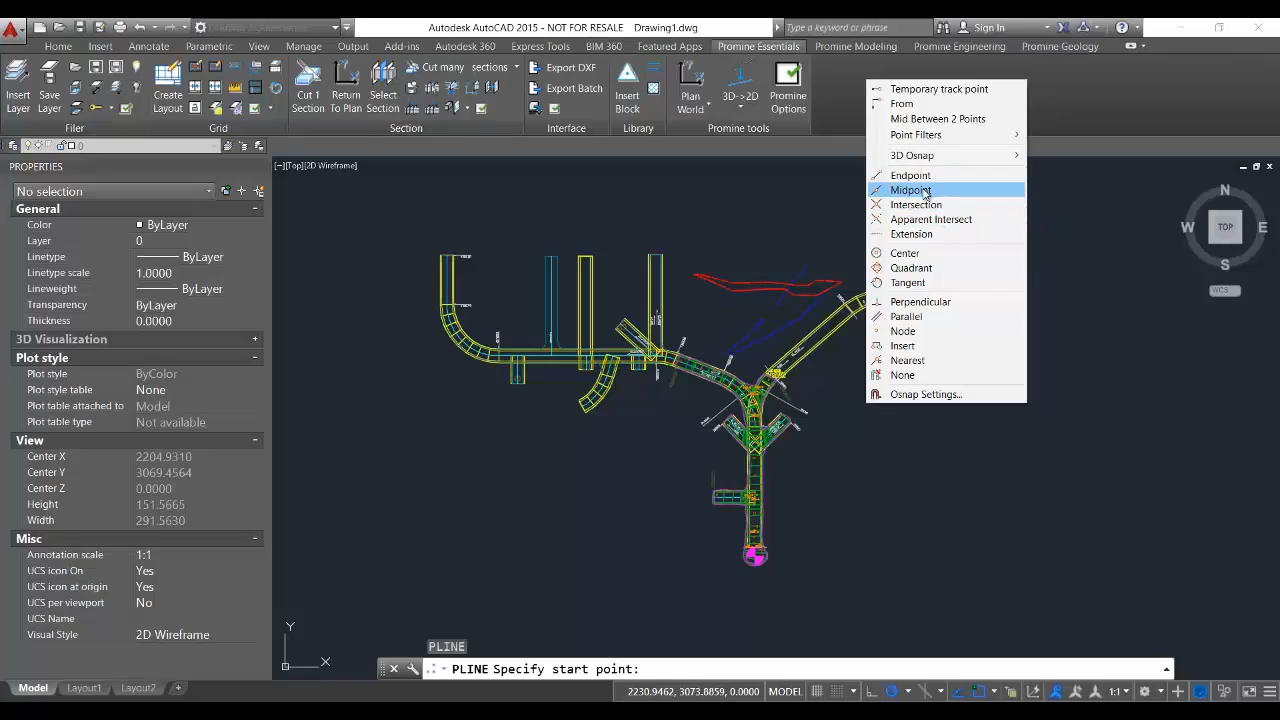 Autodesk AutoCAD 2015 - NOT FOR RESALE Drawing1.dwg
Type a keyword or phrase
Sign In
Home Insert Annotate Parametric View Manage Output Add-ins Autodesk 360 Express Tools BIM 360 Featured Apps Promine Essentials Promine Modeling Promine Engineering Promine Geology
Insert Layer
Save Layer
Filer
Create Layout
Grid
Cut 1 Section
Return To Plan
Select Section
Cut many sections
Section
Export DXF
Export Batch
Interface
Insert Block
Library
Plan World
3D->2D
Promine Options
Promine tools
0
PROPERTIES
No selection
General
Color ByLayer
Layer 0
Linetype ByLayer
Linetype scale 1.0000
Lineweight ByLayer
Transparency ByLayer
Thickness 0.0000
3D Visualization
Plot style
Plot style ByColor
Plot style table None
Plot table attached to Model
Plot table type Not available
View
Center X 2204.9310
Center Y 3069.4564
Center Z 0.0000
Height 151.5665
Width 291.5630
Misc
Annotation scale 1:1
UCS icon On Yes
UCS icon at origin Yes
UCS per viewport No
UCS Name
Visual Style 2D Wireframe
[−][Top][2D Wireframe]
Temporary track point
From
Mid Between 2 Points
Point Filters
3D Osnap
Endpoint
Midpoint
Intersection
Apparent Intersect
Extension
Center
Quadrant
Tangent
Perpendicular
Parallel
Node
Insert
Nearest
None
Osnap Settings...
N
W TOP E
S
WCS
Y
X
PLINE
PLINE Specify start point:
Model Layout1 Layout2 +
2230.9462, 3073.8859, 0.0000 MODEL 1:1